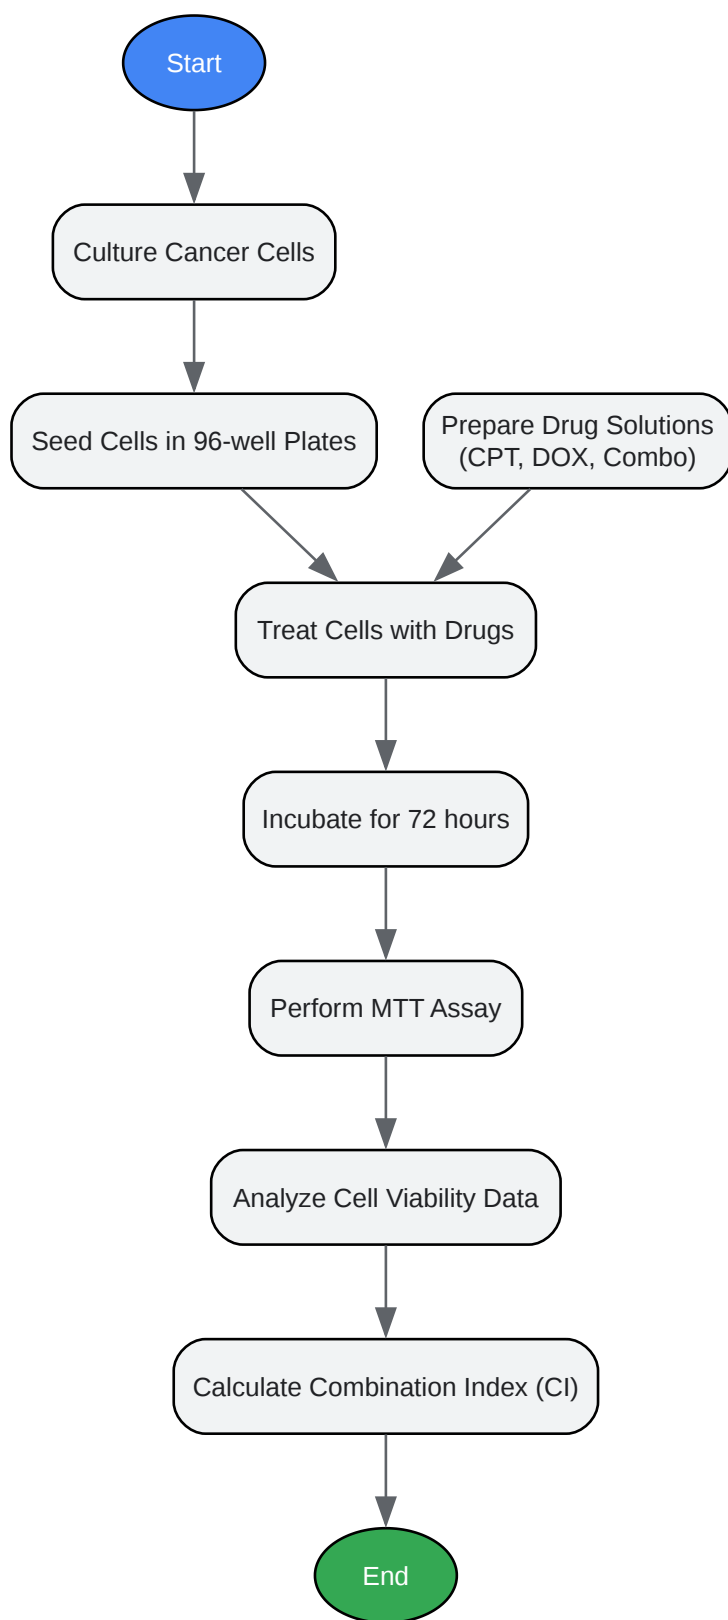 Start
Culture Cancer Cells
Seed Cells in 96-well Plates
Prepare Drug Solutions
(CPT, DOX, Combo)
Treat Cells with Drugs
Incubate for 72 hours
Perform MTT Assay
Analyze Cell Viability Data
Calculate Combination Index (CI)
End